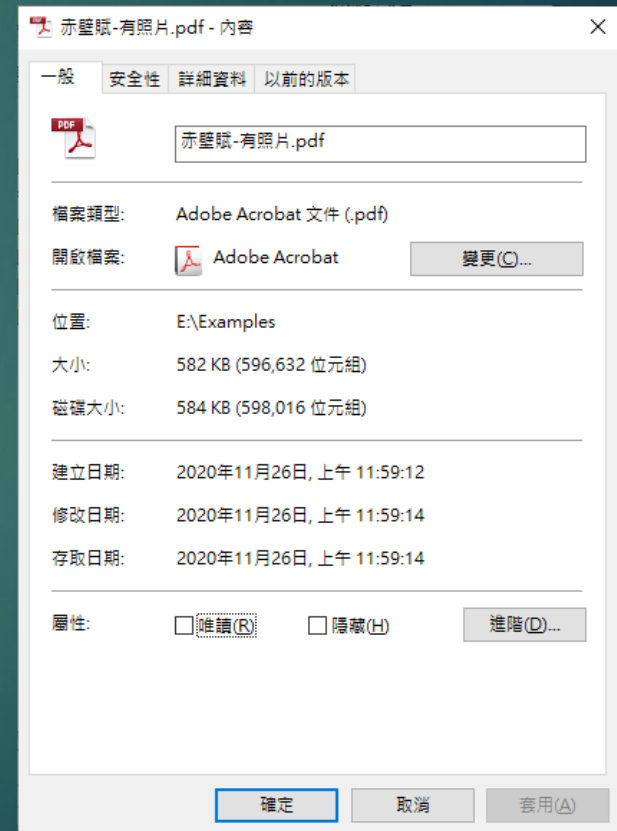 赤壁賦-有照片.pdf - 內容
一般 安全性 詳細資料 以前的版本
PDF
赤壁賦-有照片.pdf
檔案類型: Adobe Acrobat 文件 (.pdf)
開啟檔案: Adobe Acrobat 變更(C)...
位置: E:\Examples
大小: 582 KB (596,632 位元組)
磁碟大小: 584 KB (598,016 位元組)
建立日期: 2020年11月26日, 上午 11:59:12
修改日期: 2020年11月26日, 上午 11:59:14
存取日期: 2020年11月26日, 上午 11:59:14
屬性: 唯讀(R) 隱藏(H) 進階(D)...
確定 取消 套用(A)